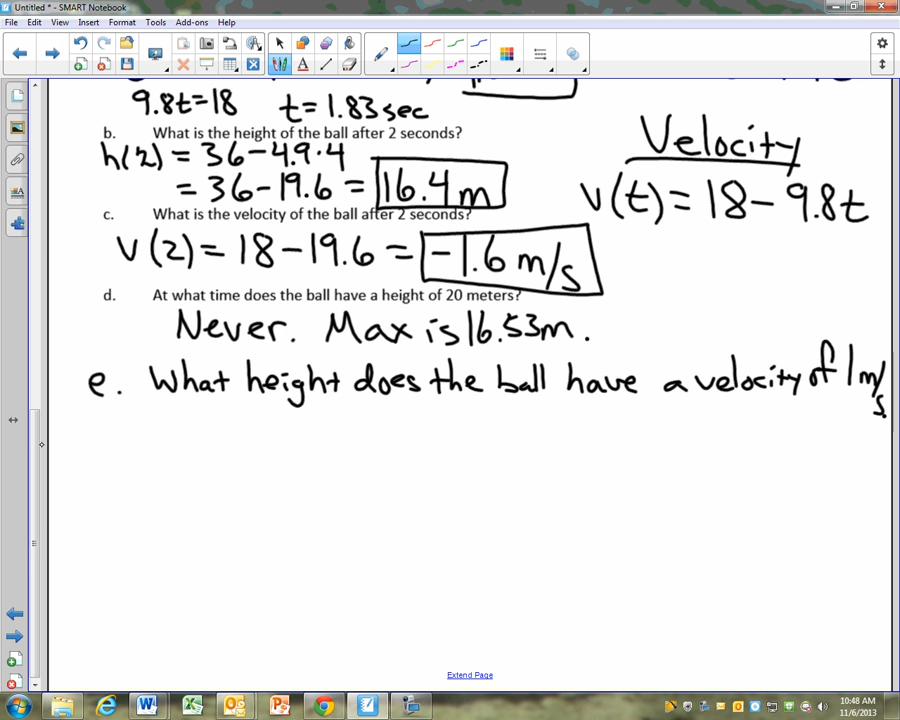 Untitled * - SMART Notebook
File Edit View Insert Format Tools Add-ons Help
9.8t=18 t=1.83sec
b. What is the height of the ball after 2 seconds?
h(2) = 36-4.9·4
= 36-19.6 = 16.4 m
Velocity
v(t) = 18-9.8t
c. What is the velocity of the ball after 2 seconds?
v(2) = 18-19.6 = -1.6 m/s
d. At what time does the ball have a height of 20 meters?
Never. Max is 16.53m.
e. What height does the ball have a velocity of 1 m/s.
Extend Page
10:48 AM
11/6/2013